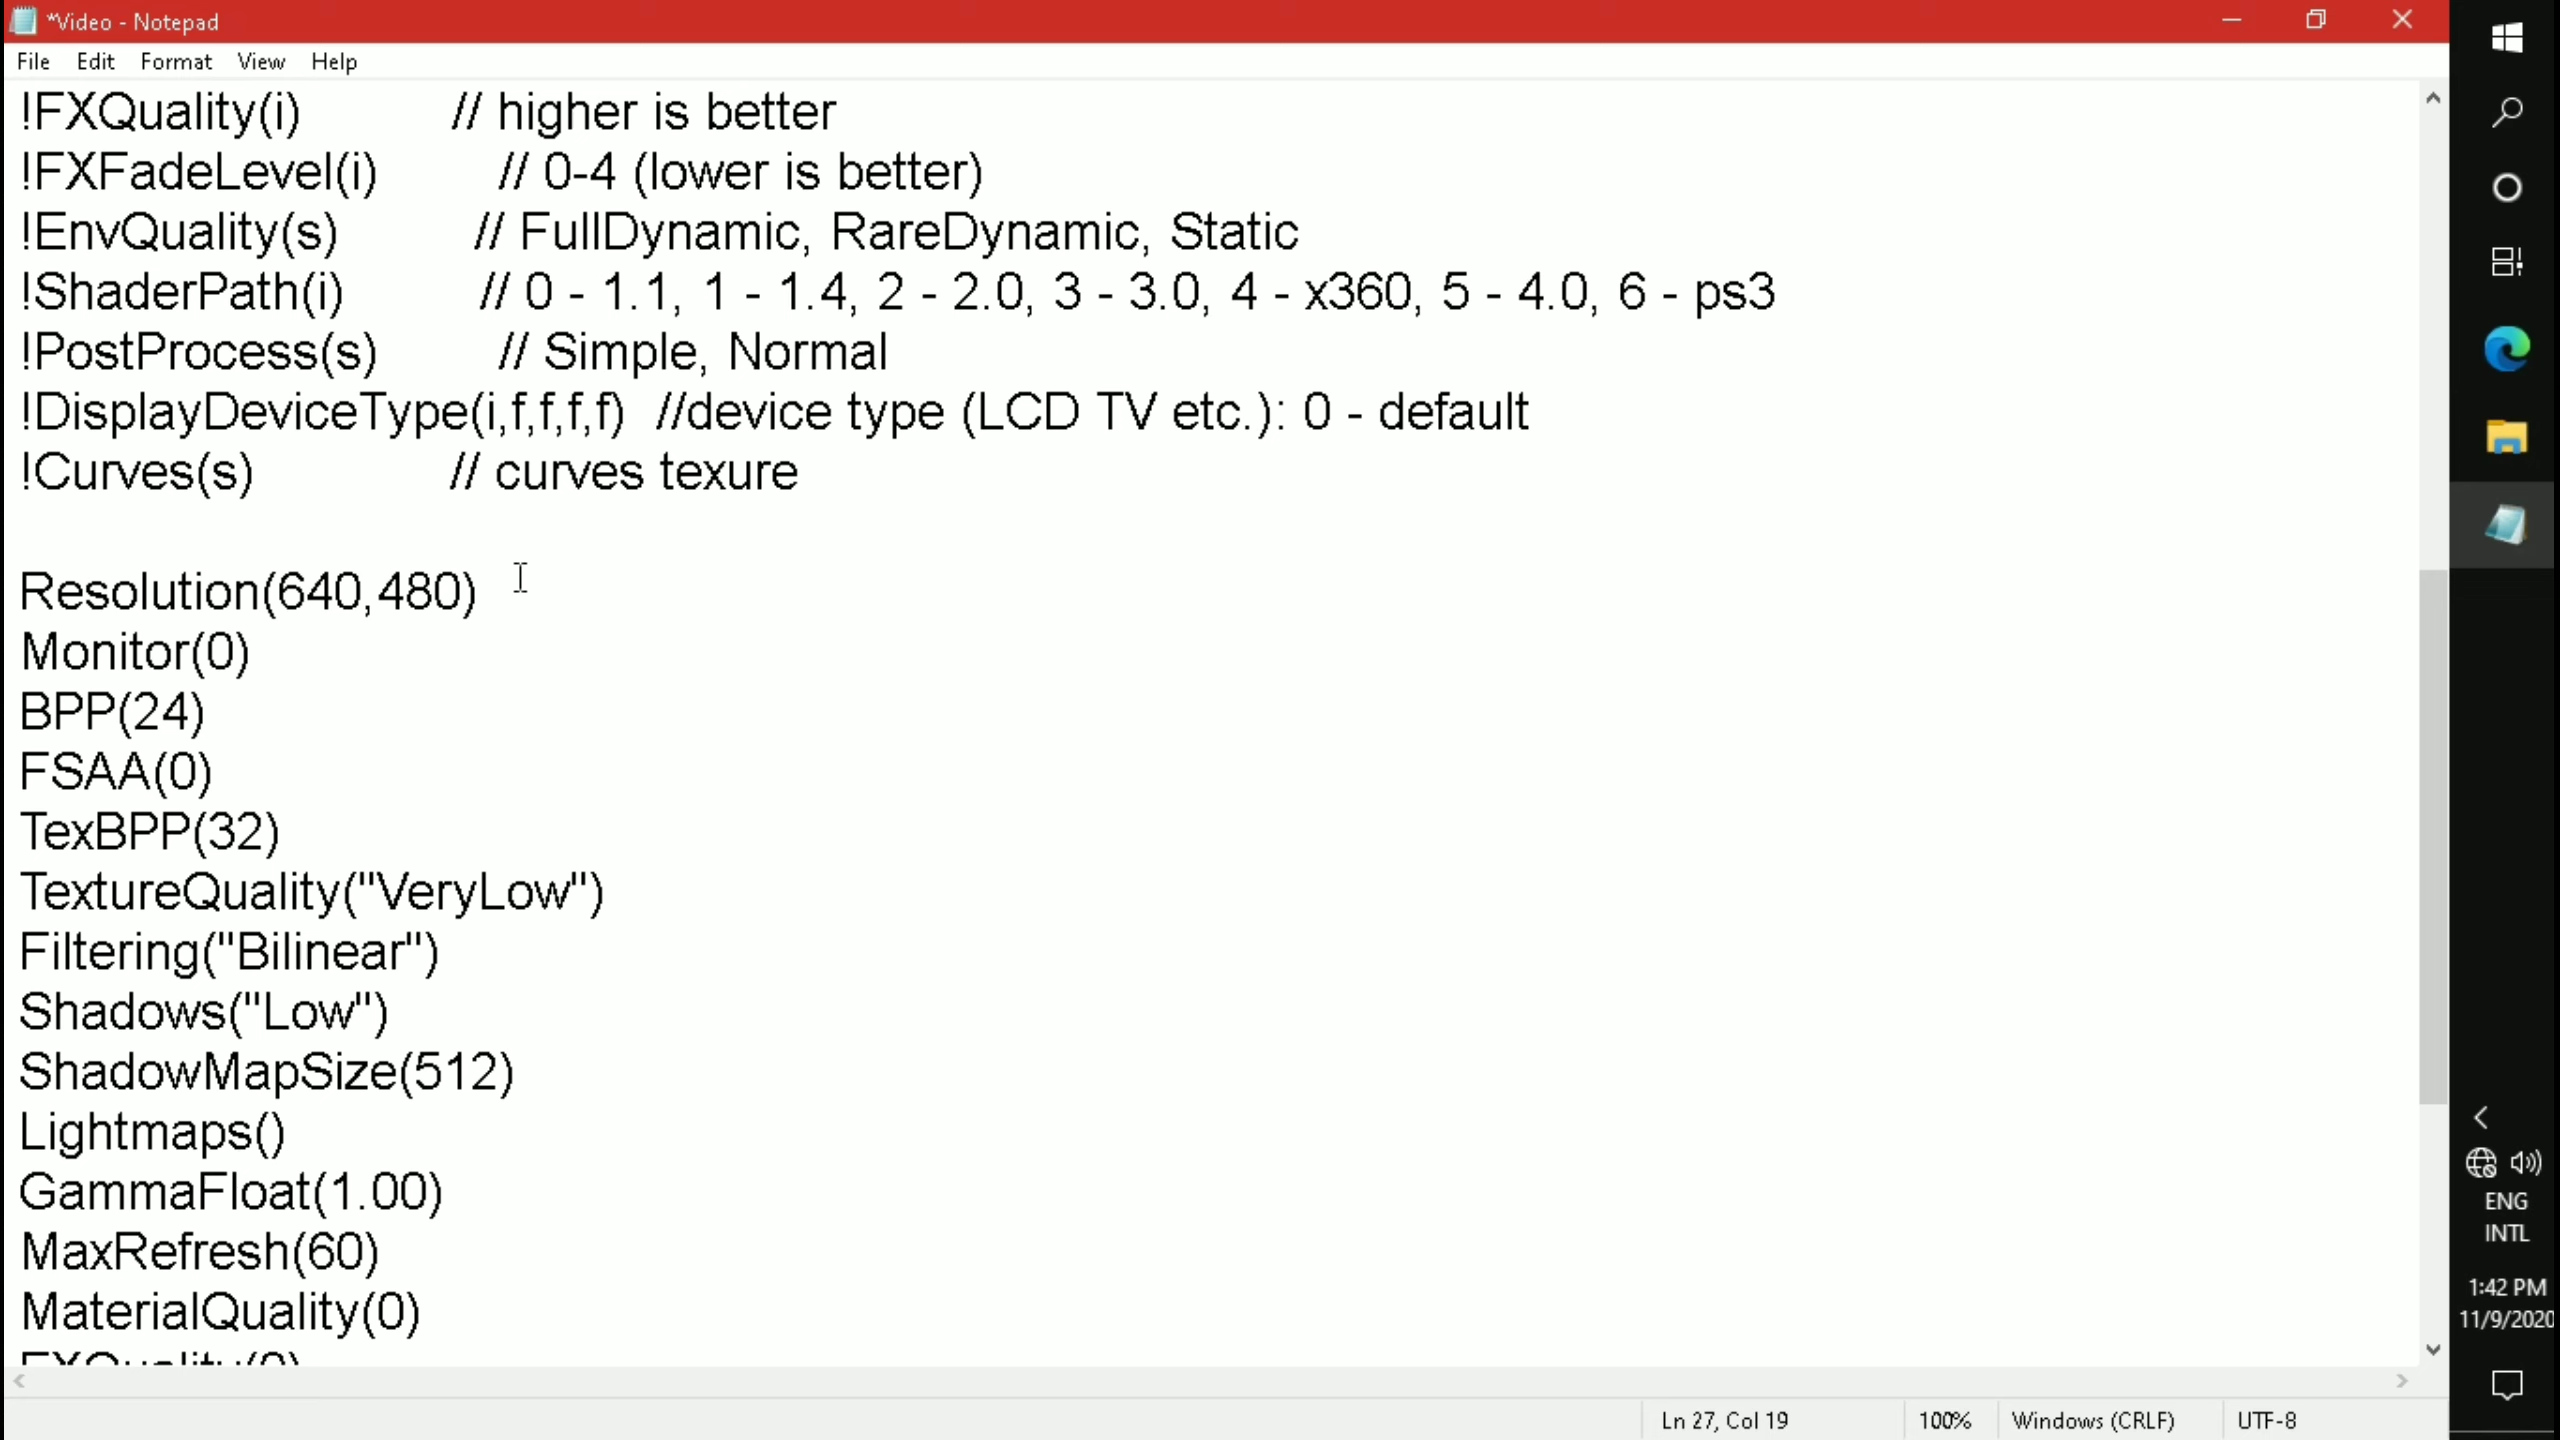 *Video - Notepad
File Edit Format View Help
!FXQuality(i) // higher is better
!FXFadeLevel(i) // 0-4 (lower is better)
!EnvQuality(s) // FullDynamic, RareDynamic, Static
!ShaderPath(i) // 0 - 1.1, 1 - 1.4, 2 - 2.0, 3 - 3.0, 4 - x360, 5 - 4.0, 6 - ps3
!PostProcess(s) // Simple, Normal
!DisplayDeviceType(i,f,f,f,f) //device type (LCD TV etc.): 0 - default
!Curves(s) // curves texure
Resolution(640,480)
Monitor(0)
BPP(24)
FSAA(0)
TexBPP(32)
TextureQuality("VeryLow")
Filtering("Bilinear")
Shadows("Low")
ShadowMapSize(512)
Lightmaps()
GammaFloat(1.00)
MaxRefresh(60)
MaterialQuality(0)
Ln 27, Col 19 100% Windows (CRLF) UTF-8
ENG
INTL
1:42 PM
11/9/2020